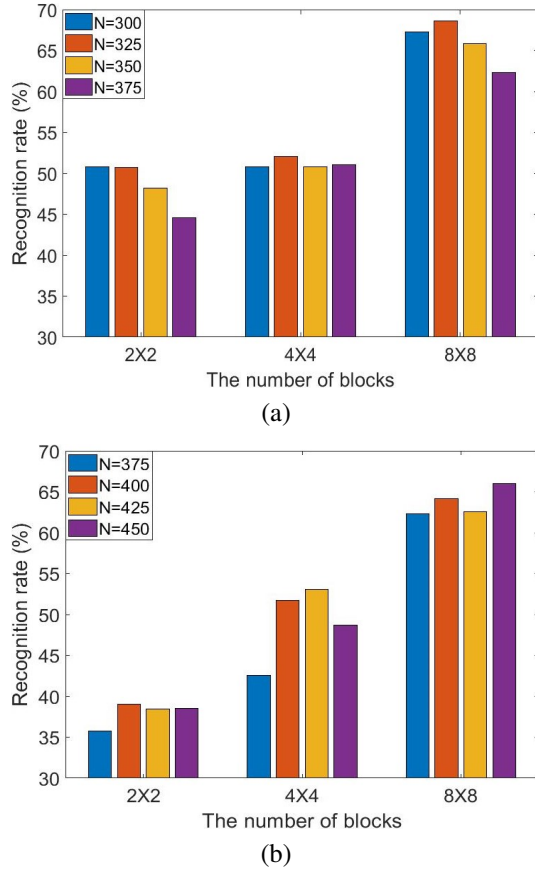 70
65
60
55
50
45
40
35
30
Recognition rate (%)
N=300
N=325
N=350
N=375
2X2
4X4
8X8
The number of blocks
(a)
70
65
60
55
50
45
40
35
30
Recognition rate (%)
N=375
N=400
N=425
N=450
2X2
4X4
8X8
The number of blocks
(b)